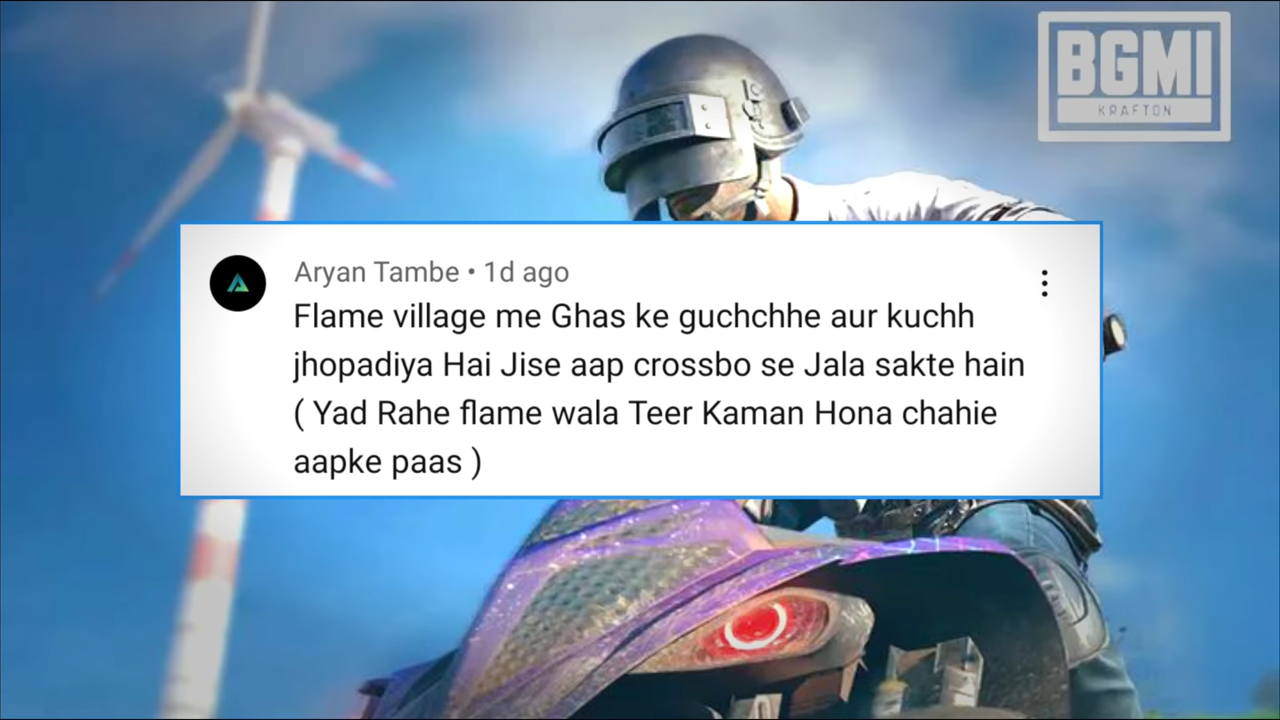 BGMI
KRAFTON
Aryan Tambe • 1d ago
Flame village me Ghas ke guchchhe aur kuchh
jhopadiya Hai Jise aap crossbo se Jala sakte hain
( Yad Rahe flame wala Teer Kaman Hona chahie
aapke paas )